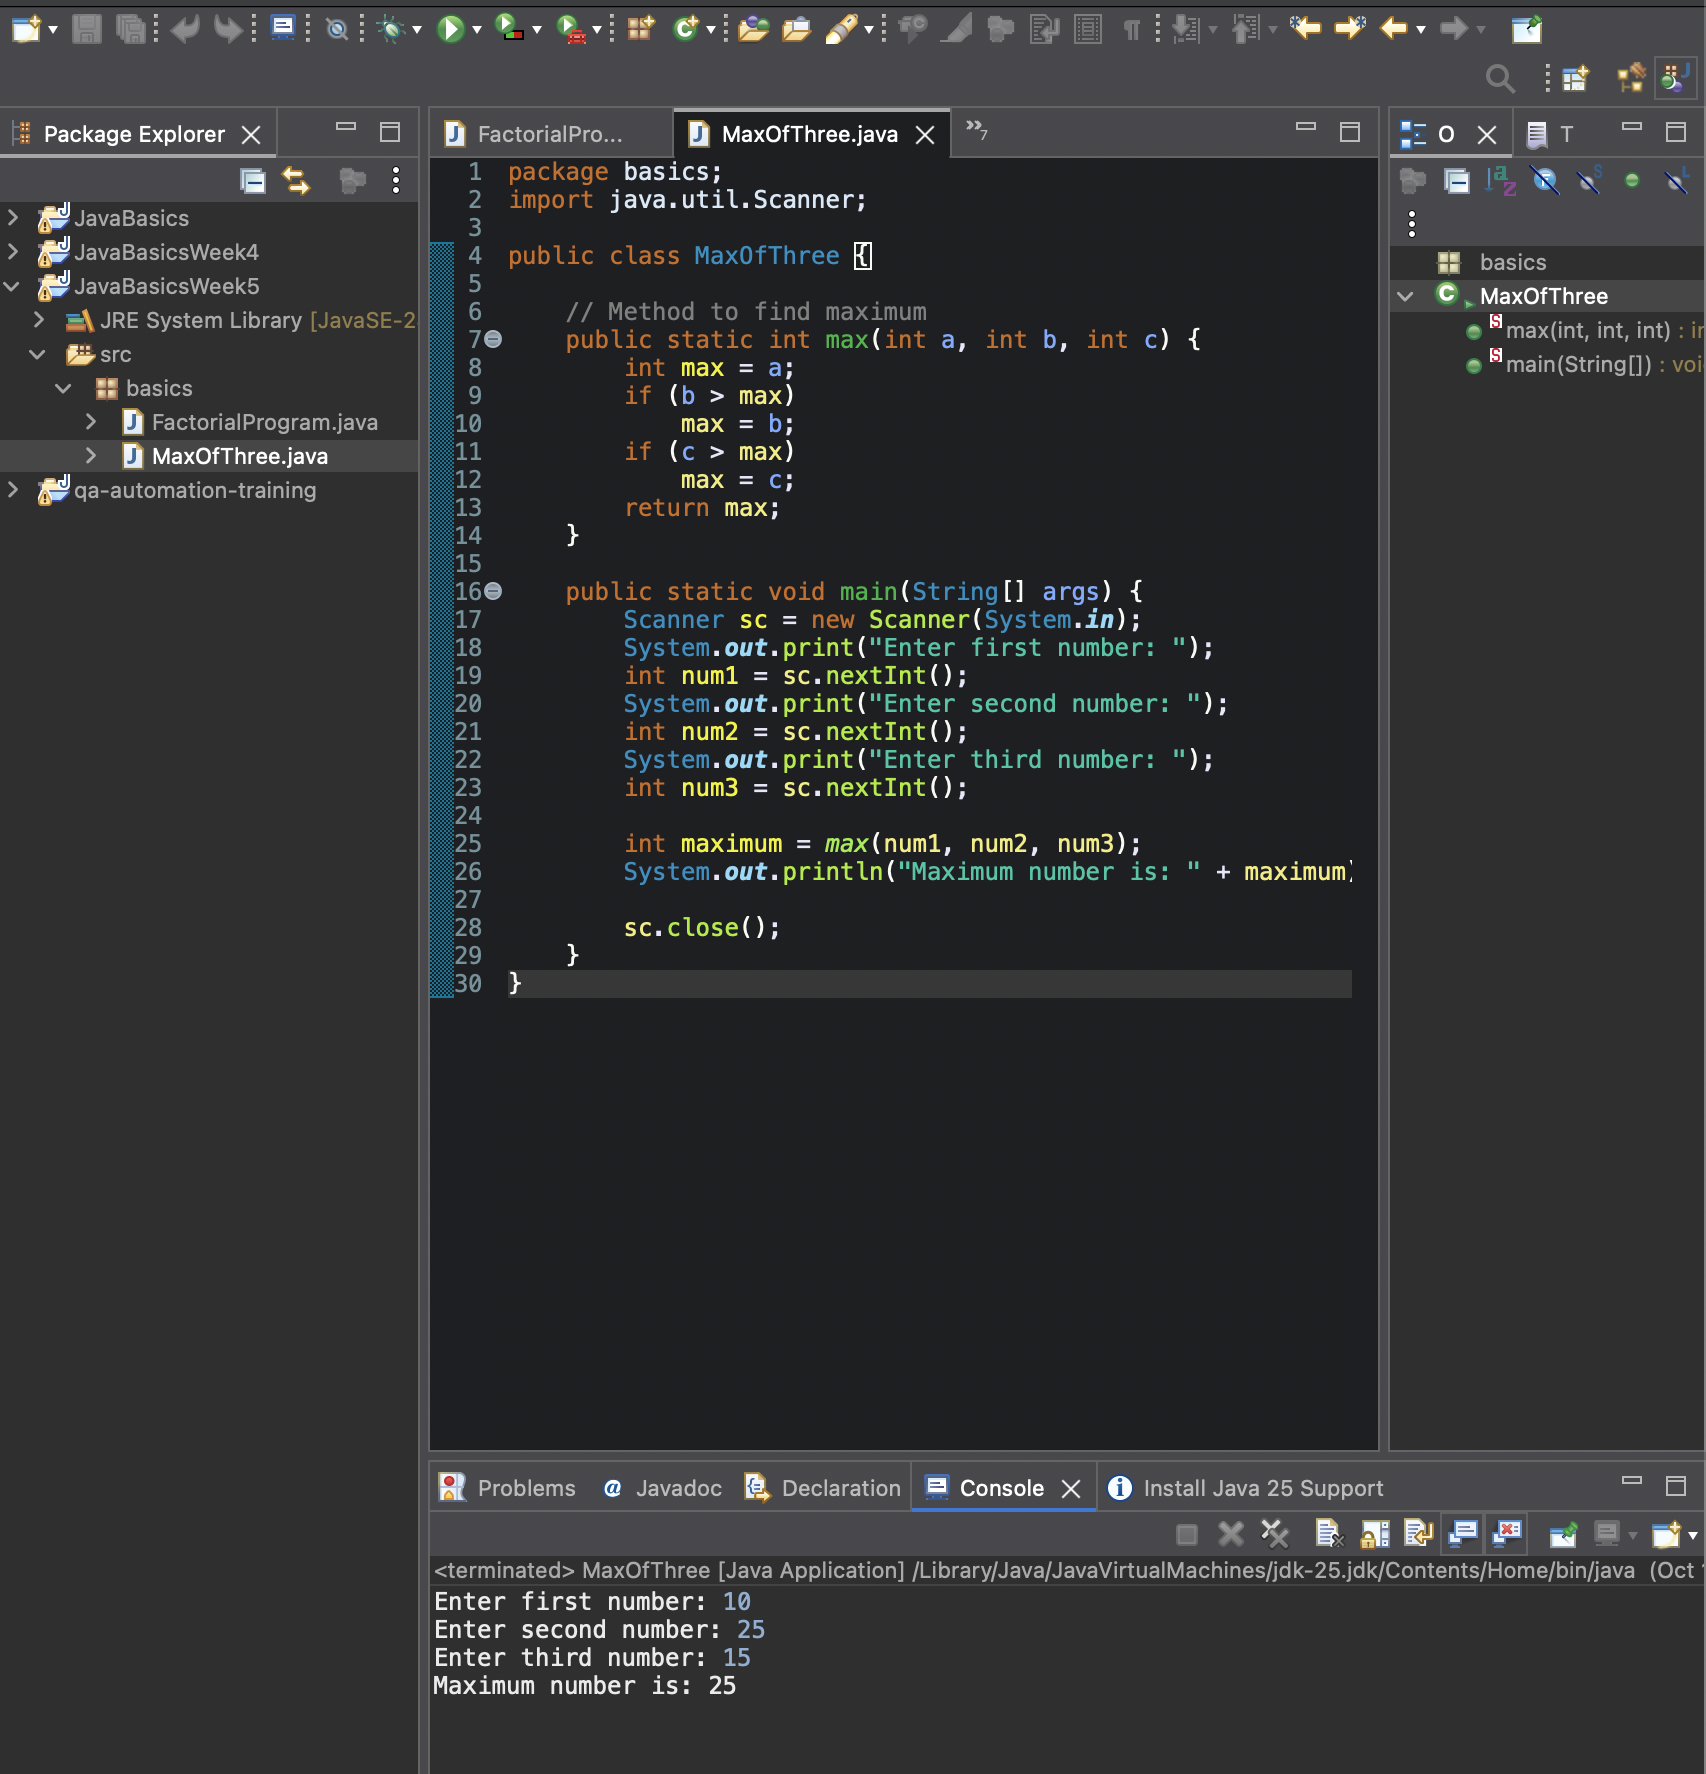 Package Explorer
JavaBasics
JavaBasicsWeek4
JavaBasicsWeek5
JRE System Library [JavaSE-2
src
basics
FactorialProgram.java
MaxOfThree.java
qa-automation-training
FactorialPro...
MaxOfThree.java
»7
1 package basics;
2 import java.util.Scanner;
3
4 public class MaxOfThree {
5
6     // Method to find maximum
7     public static int max(int a, int b, int c) {
8         int max = a;
9         if (b > max)
10             max = b;
11         if (c > max)
12             max = c;
13         return max;
14     }
15
16     public static void main(String[] args) {
17         Scanner sc = new Scanner(System.in);
18         System.out.print("Enter first number: ");
19         int num1 = sc.nextInt();
20         System.out.print("Enter second number: ");
21         int num2 = sc.nextInt();
22         System.out.print("Enter third number: ");
23         int num3 = sc.nextInt();
24
25         int maximum = max(num1, num2, num3);
26         System.out.println("Maximum number is: " + maximum)
27
28         sc.close();
29     }
30 }
O
T
basics
MaxOfThree
max(int, int, int) : in
main(String[]) : voi
Problems
Javadoc
Declaration
Console
Install Java 25 Support
<terminated> MaxOfThree [Java Application] /Library/Java/JavaVirtualMachines/jdk-25.jdk/Contents/Home/bin/java (Oct
Enter first number: 10
Enter second number: 25
Enter third number: 15
Maximum number is: 25